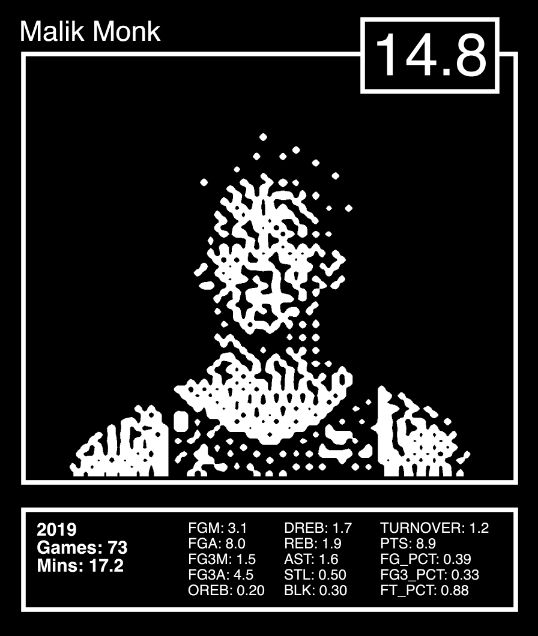 Malik Monk
14.8
2019
Games: 73
Mins: 17.2
FGM: 3.1
FGA: 8.0
FG3M: 1.5
FG3A: 4.5
OREB: 0.20
DREB: 1.7
REB: 1.9
AST: 1.6
STL: 0.50
BLK: 0.30
TURNOVER: 1.2
PTS: 8.9
FG_PCT: 0.39
FG3_PCT: 0.33
FT_PCT: 0.88